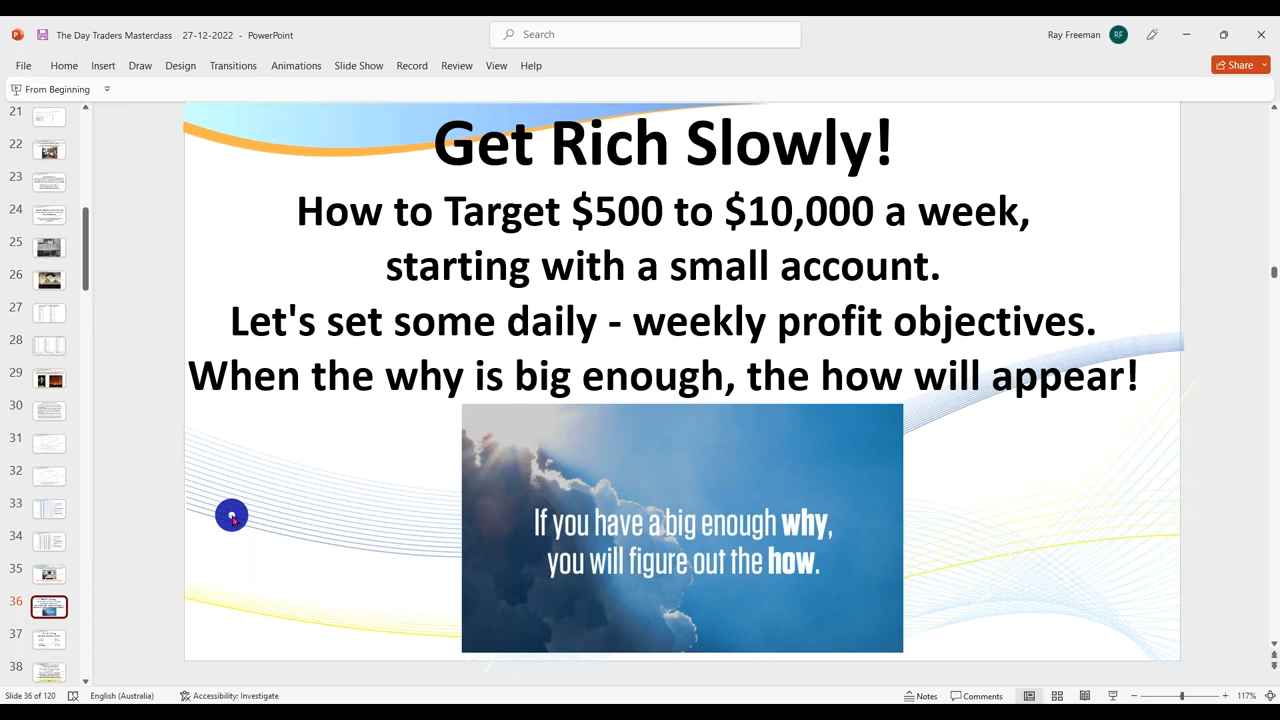 The Day Traders Masterclass 27-12-2022 - PowerPoint
Search
Ray Freeman
RF
File Home Insert Draw Design Transitions Animations Slide Show Record Review View Help
Share
From Beginning
21
22
23
24
25
26
27
28
29
30
31
32
33
34
35
36
37
38
Get Rich Slowly!
How to Target $500 to $10,000 a week,
starting with a small account.
Let's set some daily - weekly profit objectives.
When the why is big enough, the how will appear!
If you have a big enough why,
you will figure out the how.
Slide 36 of 120 English (Australia) Accessibility: Investigate Notes Comments 117%